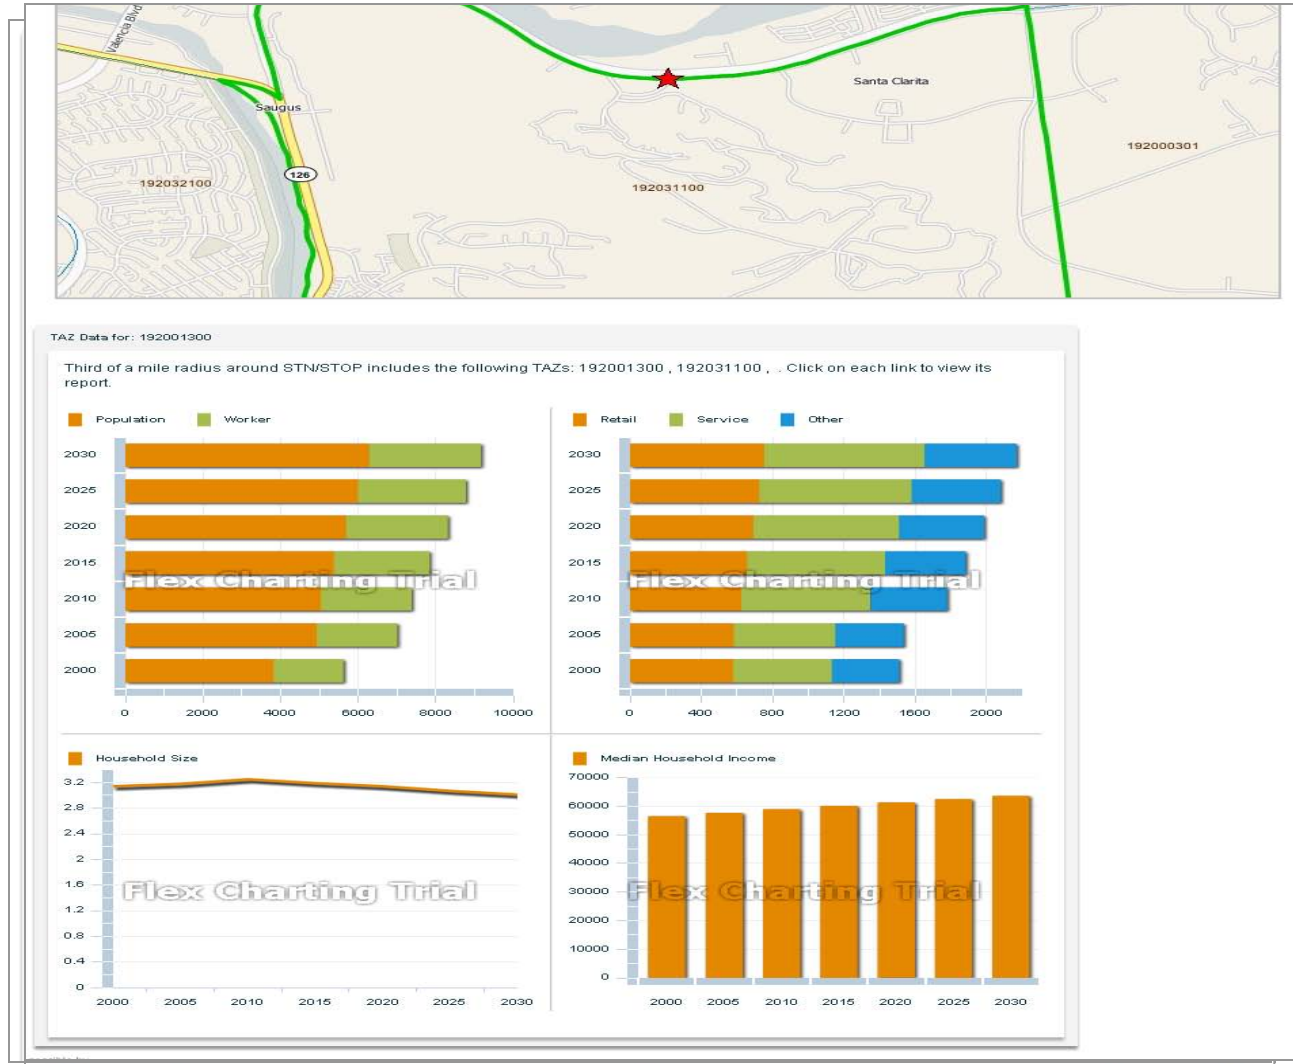 Valencia Blvd
Santa Clarita
Saugus
192000301
126
192032100
192031100
TAZ Data for: 192001300
Third of a mile radius around STN/STOP includes the following TAZs: 192001300 , 192031100 , . Click on each link to view its
report.
Population Worker
2030
2025
2020
2015
Flex Charting Trial
2010
2005
2000
0 2000 4000 6000 8000 10000
Retail Service Other
2030
2025
2020
2015
Flex Charting Trial
2010
2005
2000
0 400 800 1200 1600 2000
Household Size
3.2
2.8
2.4
2
1.6
Flex Charting Trial
1.2
0.8
0.4
0
2000 2005 2010 2015 2020 2025 2030
Median Household Income
70000
60000
50000
40000
30000
Flex Charting Trial
20000
10000
0
2000 2005 2010 2015 2020 2025 2030